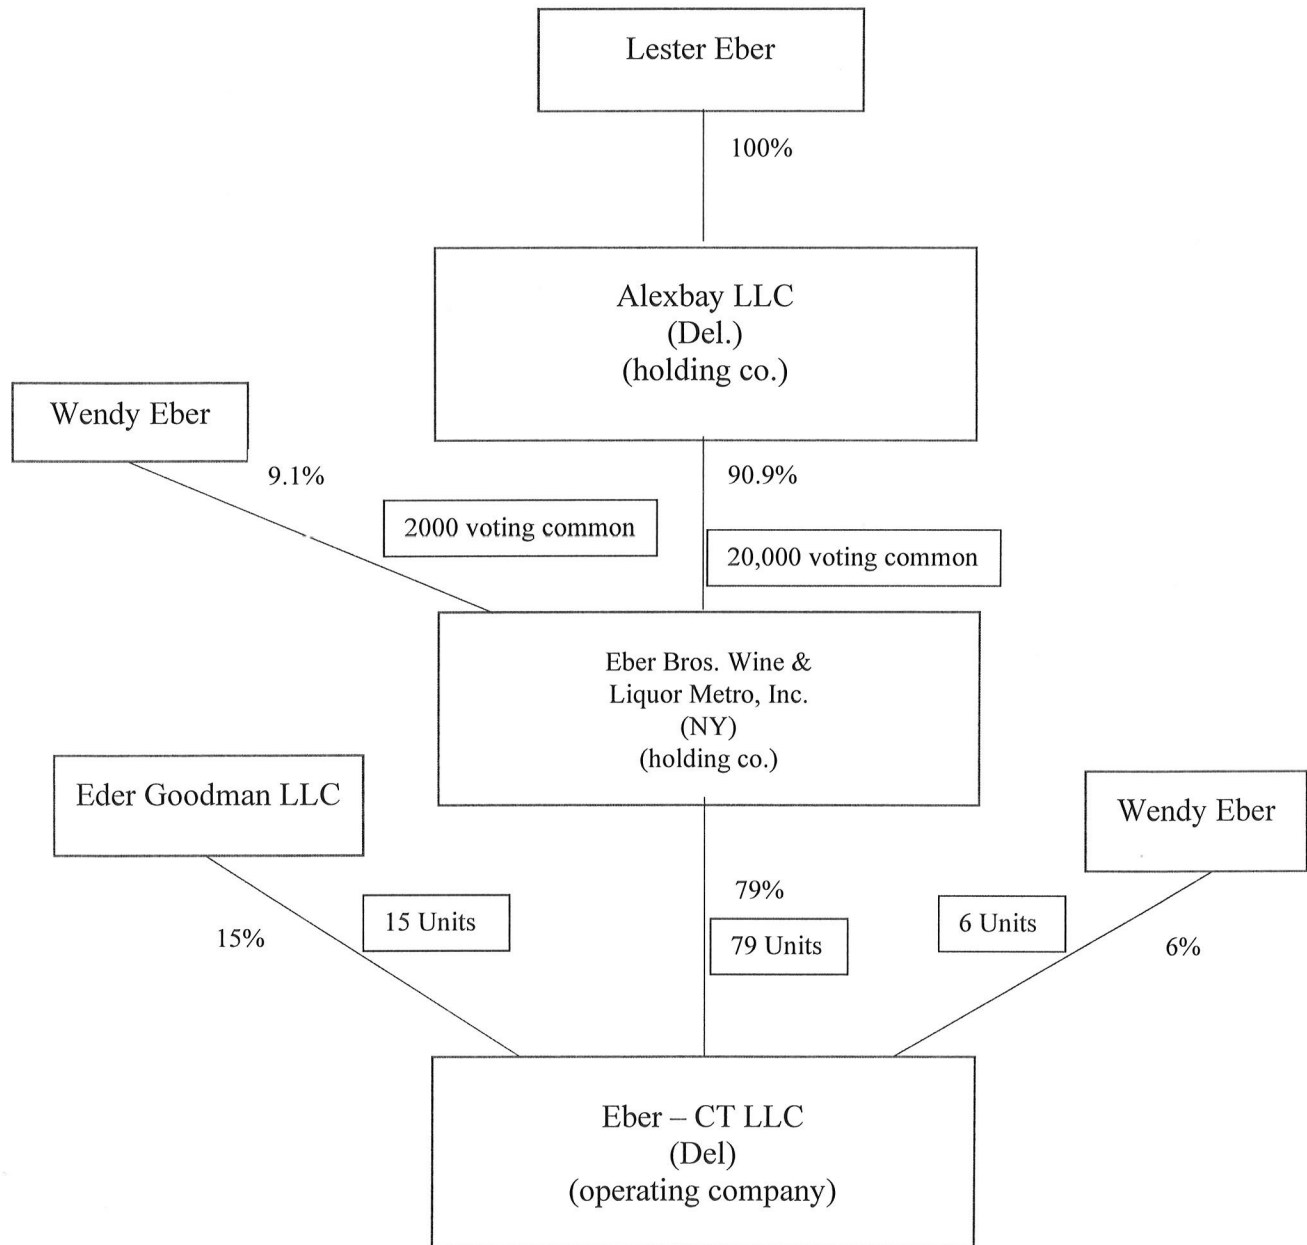 Lester Eber
100%
Alexbay LLC
(Del.)
(holding co.)
Wendy Eber
9.1%
90.9%
2000 voting common
20,000 voting common
Eber Bros. Wine &
Liquor Metro, Inc.
(NY)
(holding co.)
Eder Goodman LLC
Wendy Eber
79%
15 Units
6 Units
15%
79 Units
6%
Eber – CT LLC
(Del)
(operating company)